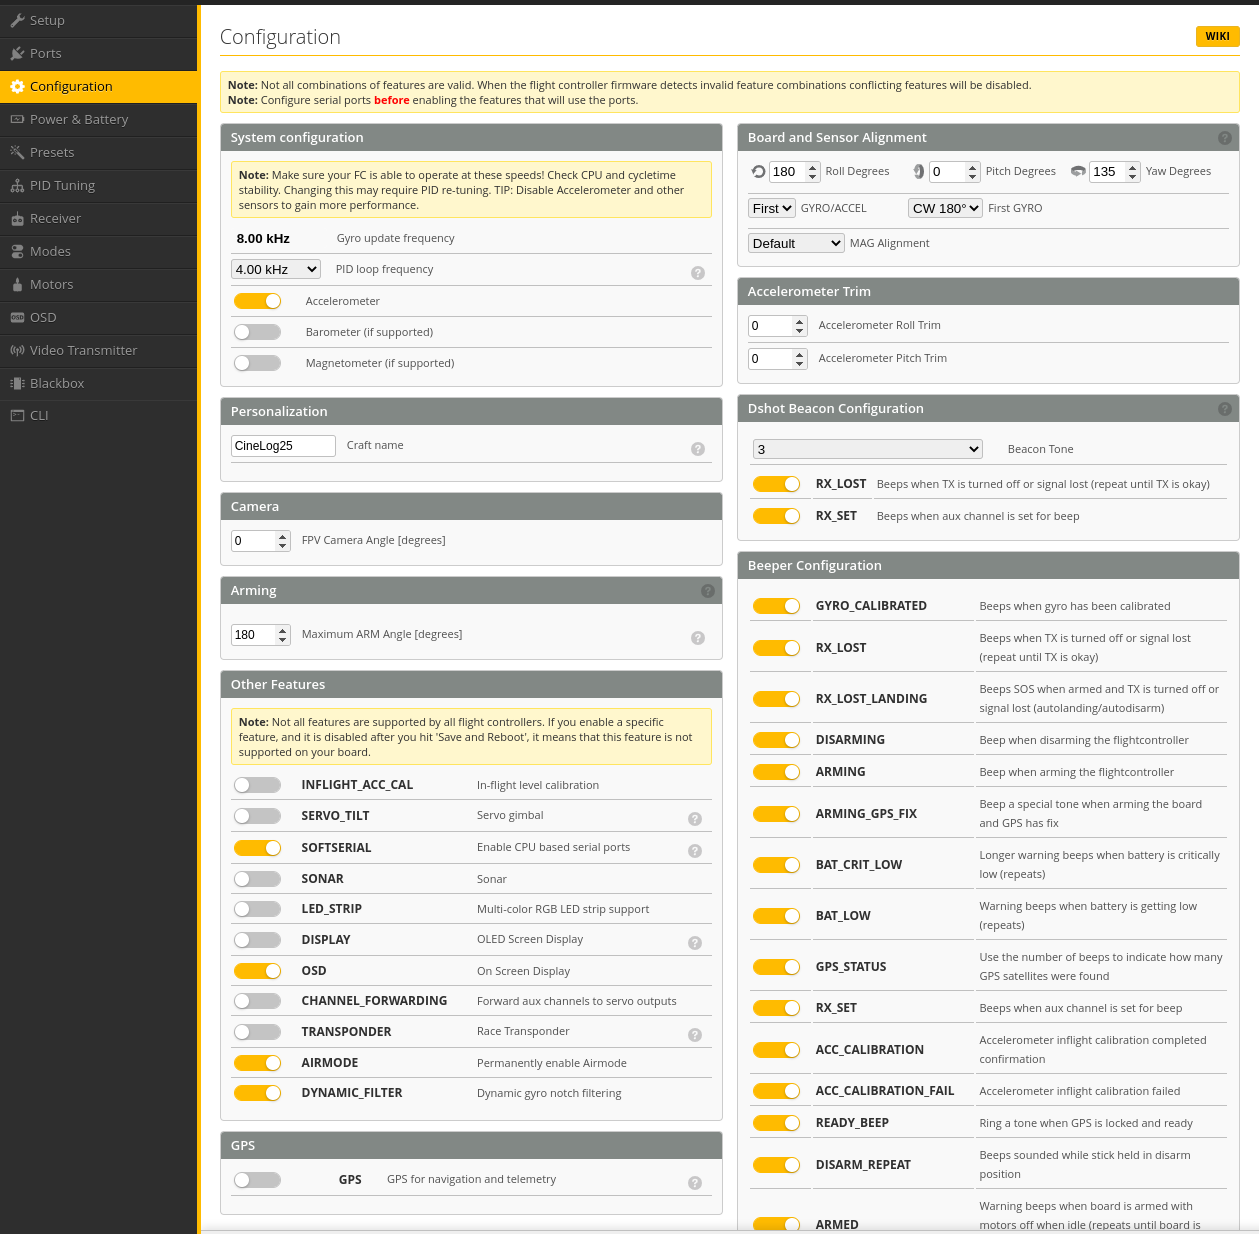 Setup
Ports
Configuration
Power & Battery
Presets
PID Tuning
Receiver
Modes
Motors
OSD
Video Transmitter
Blackbox
CLI
Configuration
WIKI
Note: Not all combinations of features are valid. When the flight controller firmware detects invalid feature combinations conflicting features will be disabled.
Note: Configure serial ports before enabling the features that will use the ports.
System configuration
Note: Make sure your FC is able to operate at these speeds! Check CPU and cycletime
stability. Changing this may require PID re-tuning. TIP: Disable Accelerometer and other
sensors to gain more performance.
8.00 kHz Gyro update frequency
4.00 kHz PID loop frequency ?
Accelerometer
Barometer (if supported)
Magnetometer (if supported)
Personalization
CineLog25 Craft name ?
Camera
0 FPV Camera Angle [degrees]
Arming ?
180 Maximum ARM Angle [degrees] ?
Other Features
Note: Not all features are supported by all flight controllers. If you enable a specific
feature, and it is disabled after you hit 'Save and Reboot', it means that this feature is not
supported on your board.
INFLIGHT_ACC_CAL In-flight level calibration
SERVO_TILT Servo gimbal ?
SOFTSERIAL Enable CPU based serial ports ?
SONAR Sonar
LED_STRIP Multi-color RGB LED strip support
DISPLAY OLED Screen Display ?
OSD On Screen Display
CHANNEL_FORWARDING Forward aux channels to servo outputs
TRANSPONDER Race Transponder ?
AIRMODE Permanently enable Airmode
DYNAMIC_FILTER Dynamic gyro notch filtering
GPS
GPS GPS for navigation and telemetry ?
Board and Sensor Alignment ?
180 Roll Degrees 0 Pitch Degrees 135 Yaw Degrees
First GYRO/ACCEL CW 180° First GYRO
Default MAG Alignment
Accelerometer Trim
0 Accelerometer Roll Trim
0 Accelerometer Pitch Trim
Dshot Beacon Configuration ?
3 Beacon Tone
RX_LOST Beeps when TX is turned off or signal lost (repeat until TX is okay)
RX_SET Beeps when aux channel is set for beep
Beeper Configuration
GYRO_CALIBRATED Beeps when gyro has been calibrated
RX_LOST Beeps when TX is turned off or signal lost
(repeat until TX is okay)
RX_LOST_LANDING Beeps SOS when armed and TX is turned off or
signal lost (autolanding/autodisarm)
DISARMING Beep when disarming the flightcontroller
ARMING Beep when arming the flightcontroller
ARMING_GPS_FIX Beep a special tone when arming the board
and GPS has fix
BAT_CRIT_LOW Longer warning beeps when battery is critically
low (repeats)
BAT_LOW Warning beeps when battery is getting low
(repeats)
GPS_STATUS Use the number of beeps to indicate how many
GPS satellites were found
RX_SET Beeps when aux channel is set for beep
ACC_CALIBRATION Accelerometer inflight calibration completed
confirmation
ACC_CALIBRATION_FAIL Accelerometer inflight calibration failed
READY_BEEP Ring a tone when GPS is locked and ready
DISARM_REPEAT Beeps sounded while stick held in disarm
position
ARMED Warning beeps when board is armed with
motors off when idle (repeats until board is